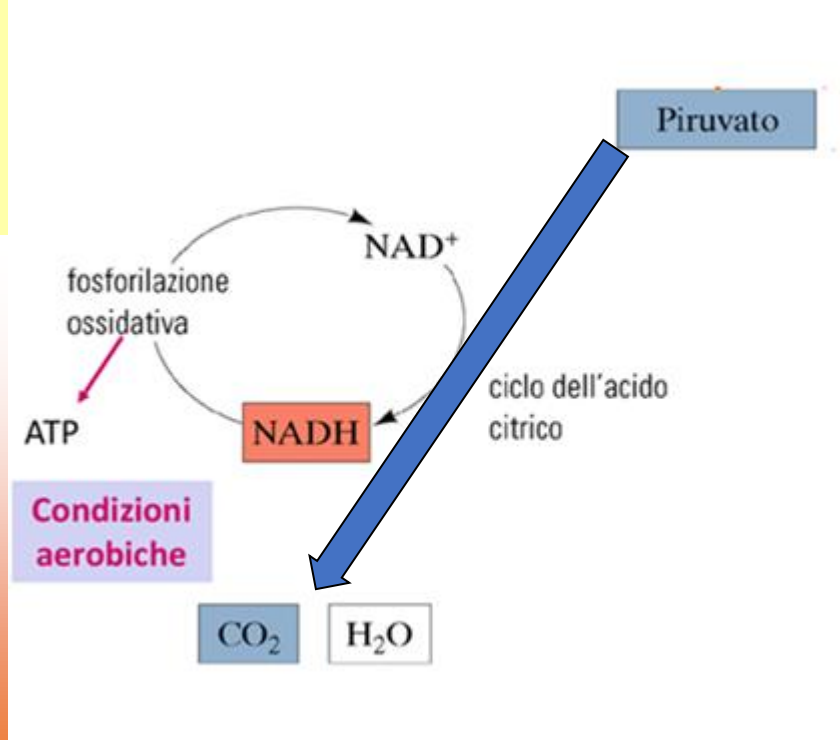 Piruvato
NAD⁺
fosforilazione
ossidativa
ciclo dell'acido
citrico
ATP
NADH
Condizioni
aerobiche
CO₂
H₂O